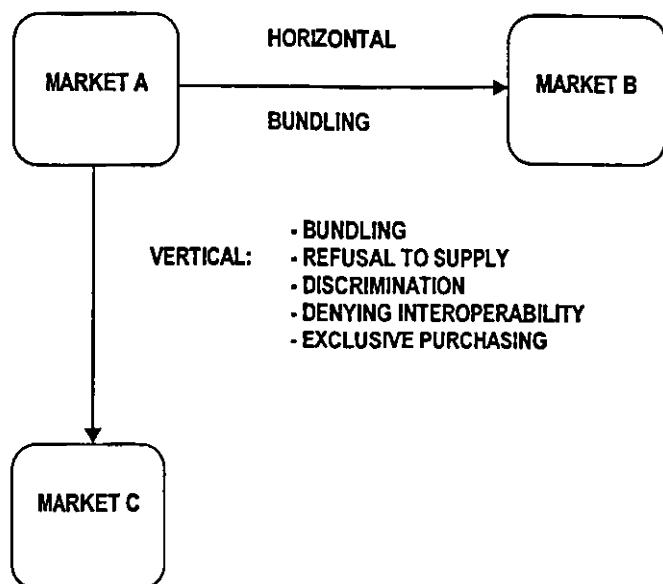 HORIZONTAL
MARKET A
MARKET B
BUNDLING
VERTICAL:
- BUNDLING
- REFUSAL TO SUPPLY
- DISCRIMINATION
- DENYING INTEROPERABILITY
- EXCLUSIVE PURCHASING
MARKET C